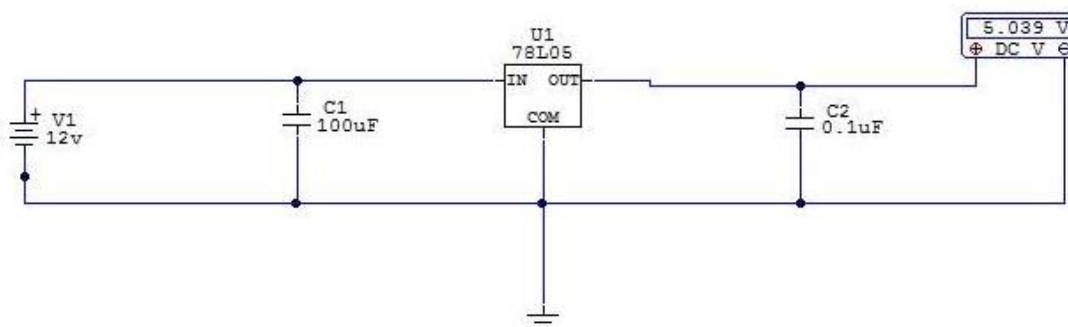 5.039 V
DC V
U1
78L05
IN OUT
COM
+
V1
12v
C1
100uF
C2
0.1uF